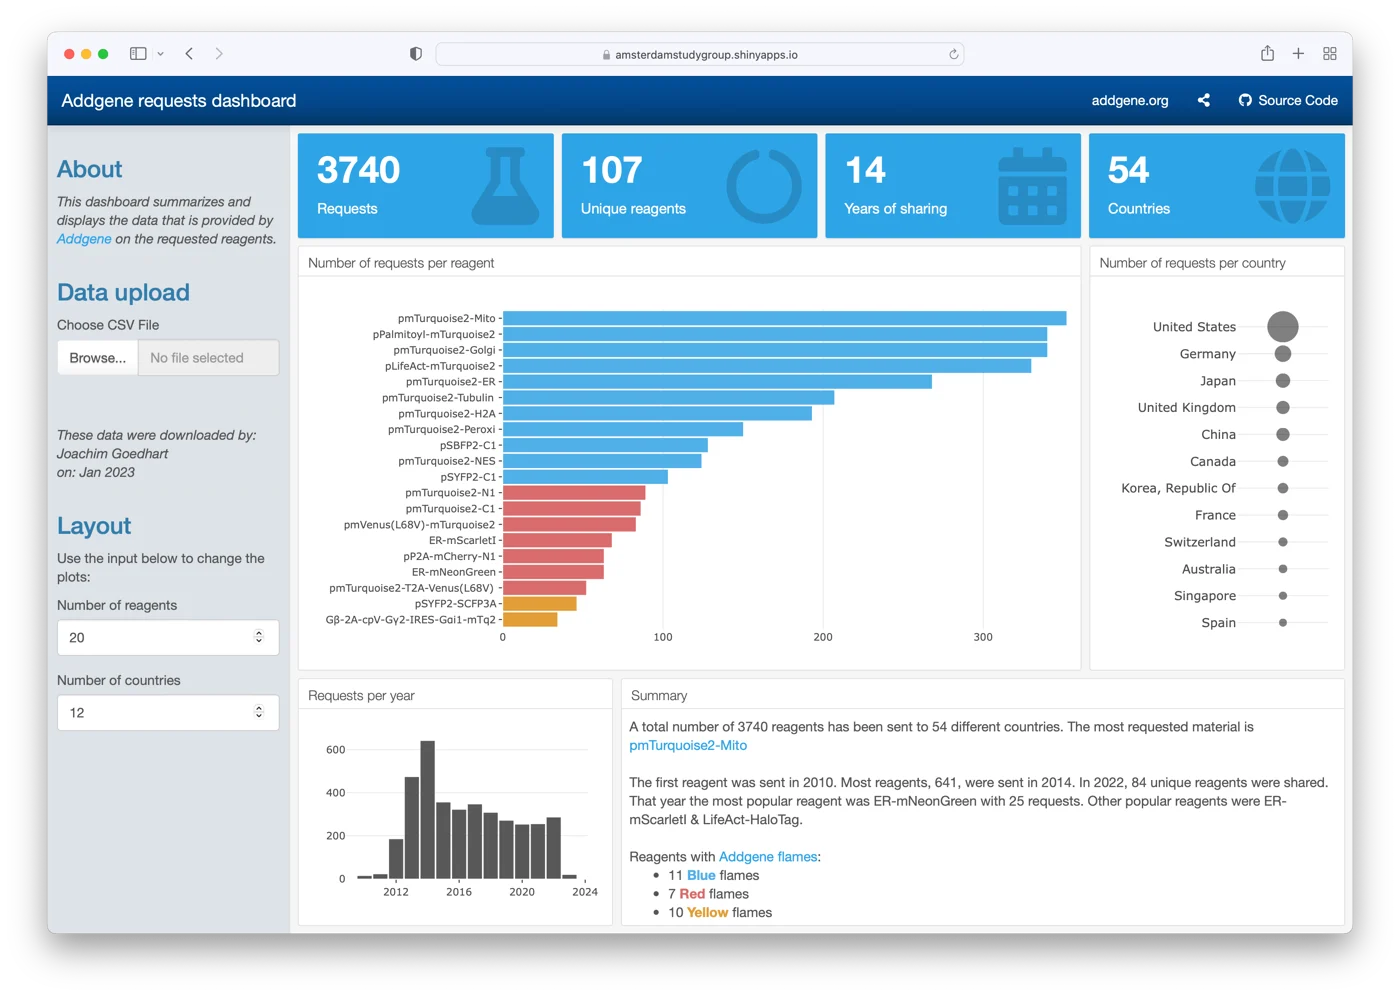 amsterdamstudygroup.shinyapps.io
Addgene requests dashboard
addgene.org
Source Code
About
This dashboard summarizes and
displays the data that is provided by
Addgene on the requested reagents.
Data upload
Choose CSV File
Browse...
No file selected
These data were downloaded by:
Joachim Goedhart
on: Jan 2023
Layout
Use the input below to change the
plots:
Number of reagents
20
Number of countries
12
3740
Requests
107
Unique reagents
14
Years of sharing
54
Countries
Number of requests per reagent
pmTurquoise2-Mito
pPalmitoyl-mTurquoise2
pmTurquoise2-Golgi
pLifeAct-mTurquoise2
pmTurquoise2-ER
pmTurquoise2-Tubulin
pmTurquoise2-H2A
pmTurquoise2-Peroxi
pSBFP2-C1
pmTurquoise2-NES
pSYFP2-C1
pmTurquoise2-N1
pmTurquoise2-C1
pmVenus(L68V)-mTurquoise2
ER-mScarletI
pP2A-mCherry-N1
ER-mNeonGreen
pmTurquoise2-T2A-Venus(L68V)
pSYFP2-SCFP3A
Gβ-2A-cpV-Gγ2-IRES-Gαi1-mTq2
0 100 200 300
Number of requests per country
United States
Germany
Japan
United Kingdom
China
Canada
Korea, Republic Of
France
Switzerland
Australia
Singapore
Spain
Requests per year
600
400
200
0
2012 2016 2020 2024
Summary
A total number of 3740 reagents has been sent to 54 different countries. The most requested material is
pmTurquoise2-Mito
The first reagent was sent in 2010. Most reagents, 641, were sent in 2014. In 2022, 84 unique reagents were shared.
That year the most popular reagent was ER-mNeonGreen with 25 requests. Other popular reagents were ER-
mScarletI & LifeAct-HaloTag.
Reagents with Addgene flames:
• 11 Blue flames
• 7 Red flames
• 10 Yellow flames